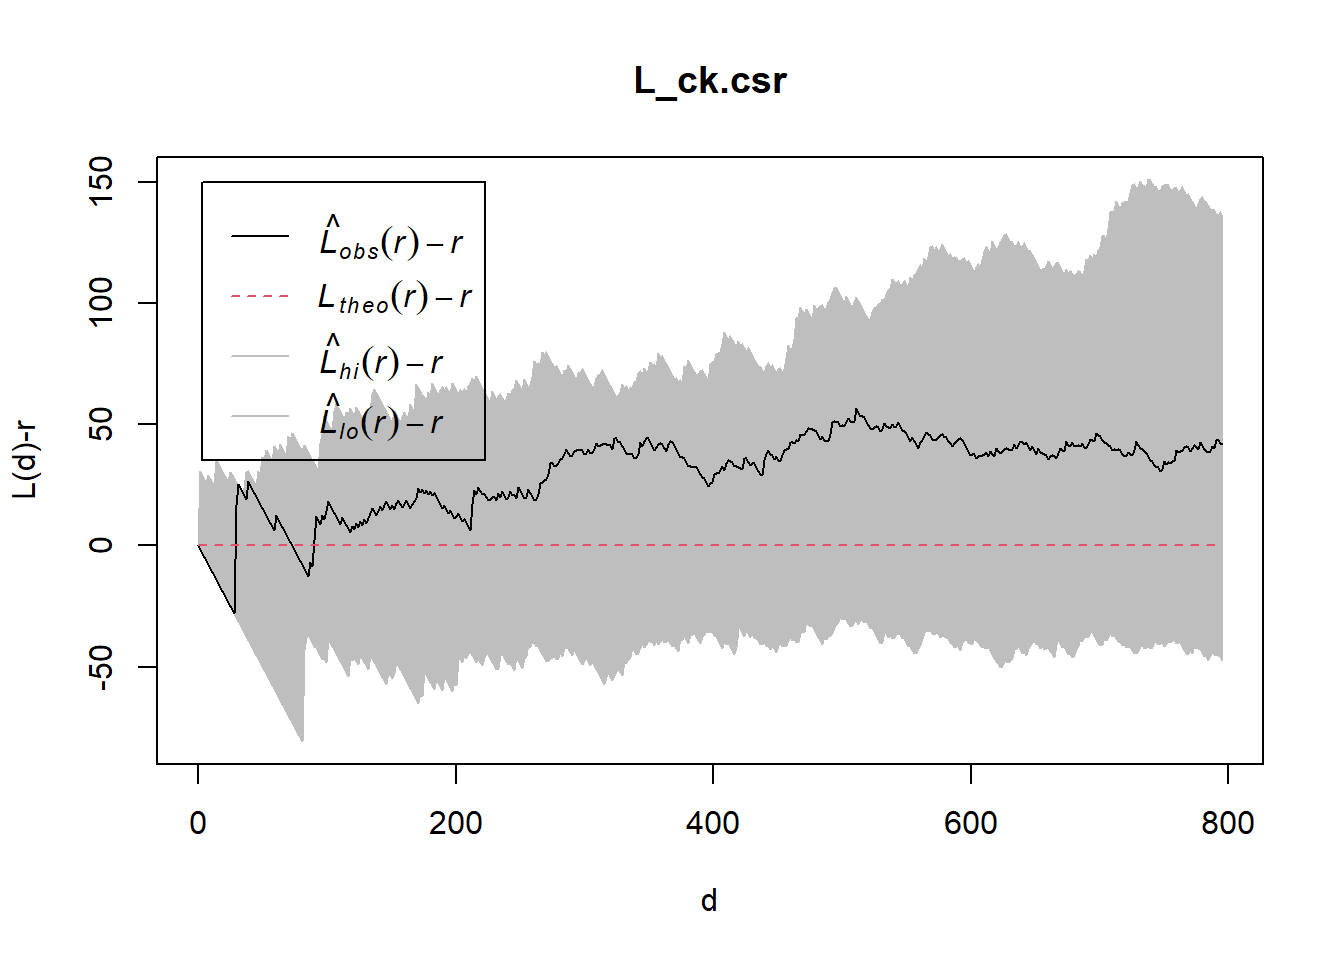 L_ck.csr
L̂obs(r) − r
Ltheo(r) − r
L̂hi(r) − r
L̂lo(r) − r
150
100
50
0
-50
L(d)-r
0 200 400 600 800
d